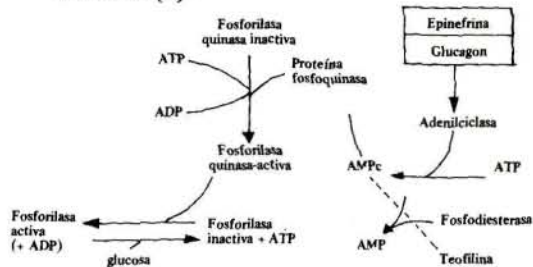 Fosforilasa
quinasa inactiva
ATP
Proteína
fosfoquinasa
ADP
Fosforilasa
quinasa-activa
Fosforilasa
activa
(+ ADP)
Fosforilasa
inactiva + ATP
glucosa
Epinefrina
Glucagon
Adenilciclasa
AMPc
ATP
Fosfodiesterasa
AMP
Teofilina